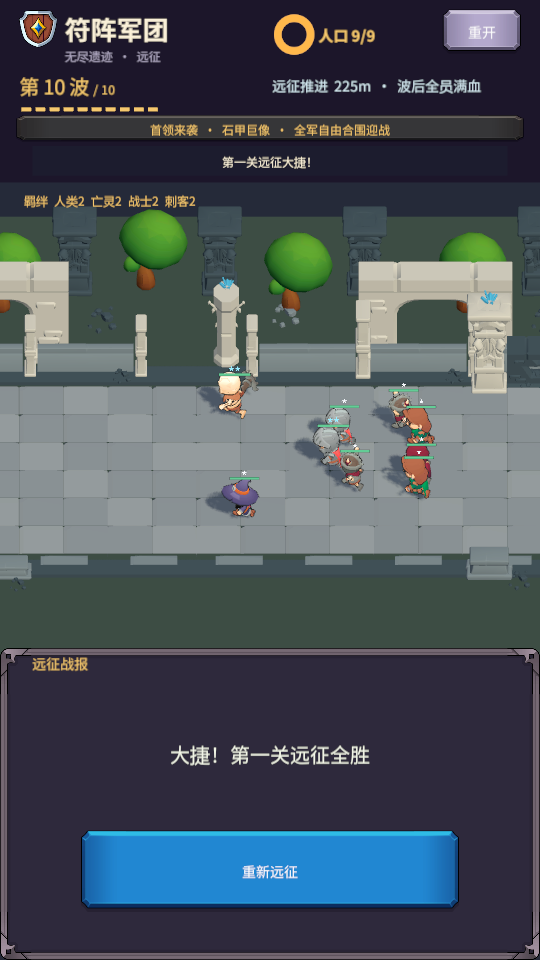 符阵军团
无尽遗迹 · 远征
人口 9/9
重开
第 10 波 / 10
远征推进 225m · 波后全员满血
首领来袭 · 石甲巨像 · 全军自由合围迎战
第一关远征大捷！
羁绊 人类2 亡灵2 战士2 刺客2
远征战报
大捷！第一关远征全胜
重新远征